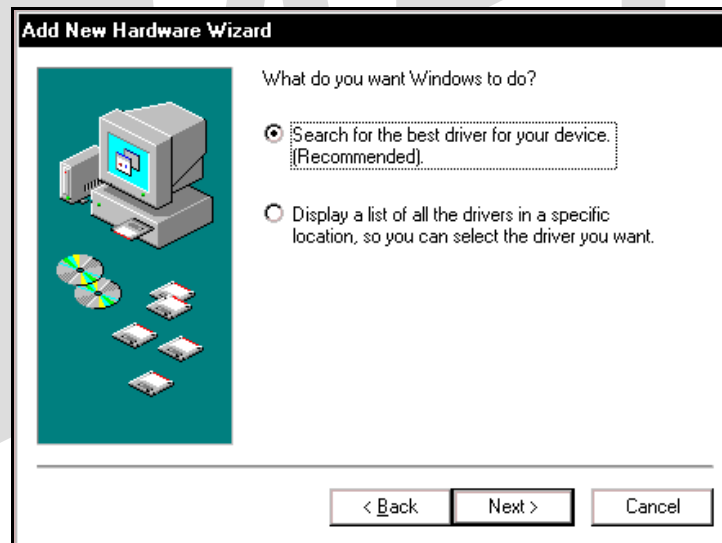 Add New Hardware Wizard
What do you want Windows to do?
Search for the best driver for your device.
(Recommended).
Display a list of all the drivers in a specific
location, so you can select the driver you want.
< Back
Next >
Cancel